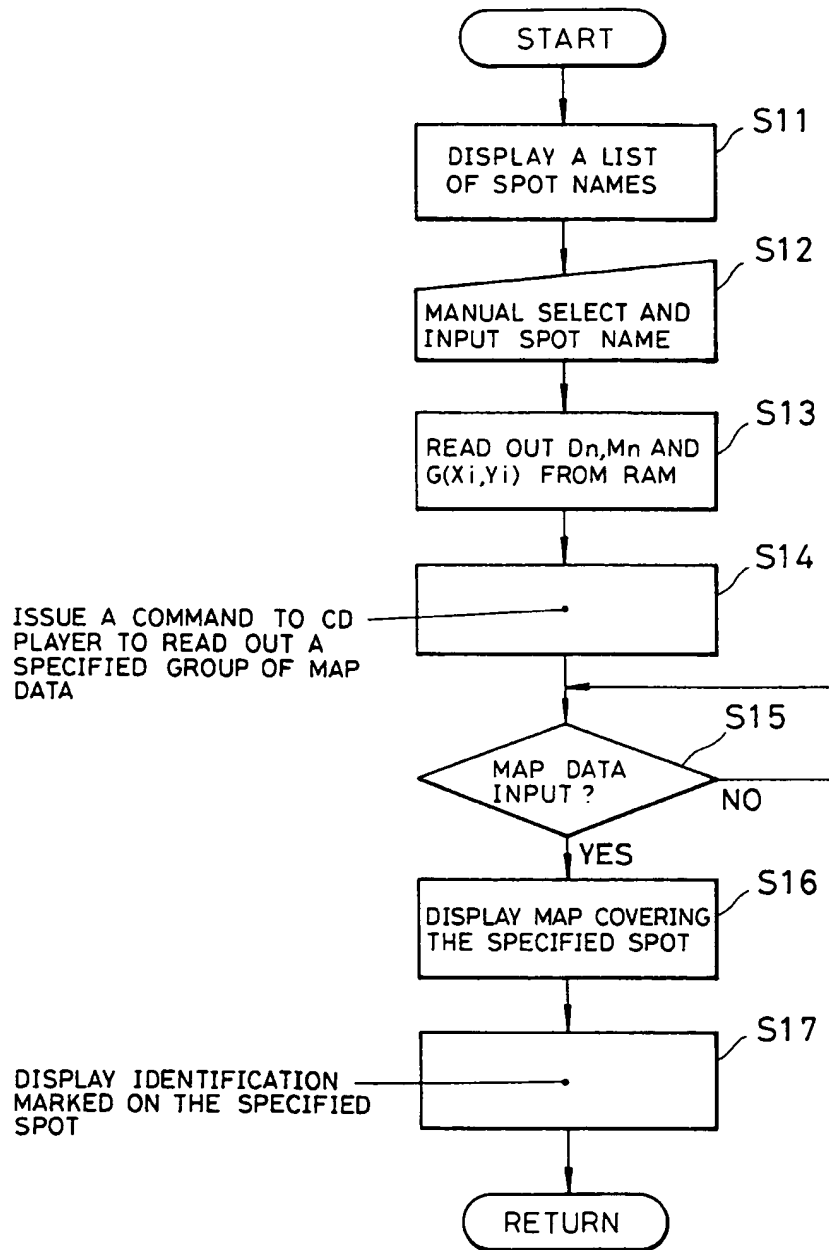 START
S11
DISPLAY A LIST
OF SPOT NAMES
S12
MANUAL SELECT AND
INPUT SPOT NAME
S13
READ OUT Dn,Mn AND
G(Xi,Yi) FROM RAM
S14
ISSUE A COMMAND TO CD
PLAYER TO READ OUT A
SPECIFIED GROUP OF MAP
DATA
S15
MAP DATA
INPUT?
NO
YES
S16
DISPLAY MAP COVERING
THE SPECIFIED SPOT
S17
DISPLAY IDENTIFICATION
MARKED ON THE SPECIFIED
SPOT
RETURN